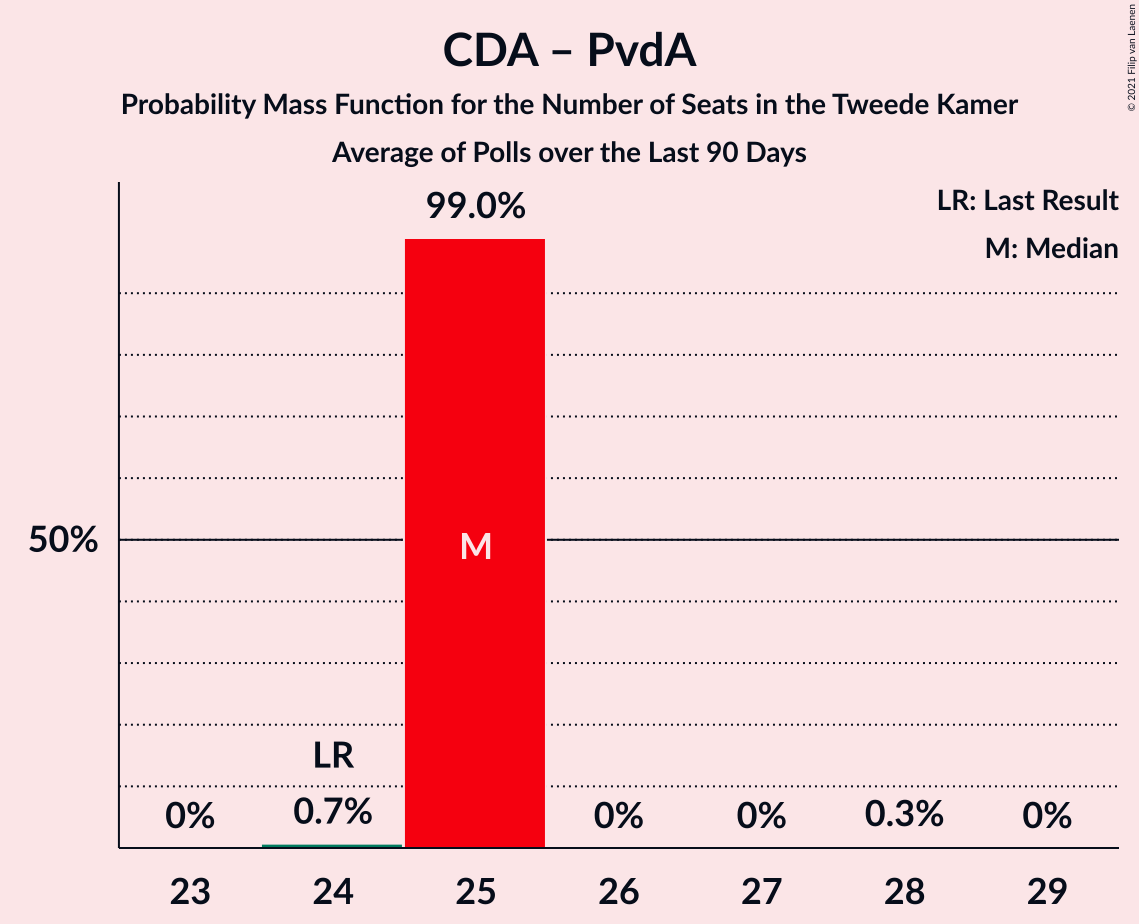 CDA – PvdA
Probability Mass Function for the Number of Seats in the Tweede Kamer
Average of Polls over the Last 90 Days
© 2021 Filip van Laenen
LR: Last Result
M: Median
99.0%
50%
M
LR
0% 0.7% 0% 0% 0.3% 0%
23 24 25 26 27 28 29